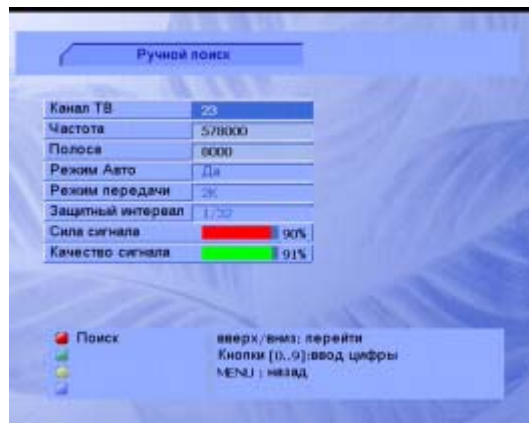 Ручной поиск
Канал ТВ 23
Частота 578000
Полоса 8000
Режим Авто Да
Режим передачи 2K
Защитный интервал 1/32
Сила сигнала 90%
Качество сигнала 91%
Поиск вверх/вниз: перейти
Кнопки [0..9]:ввод цифры
MENU : назад